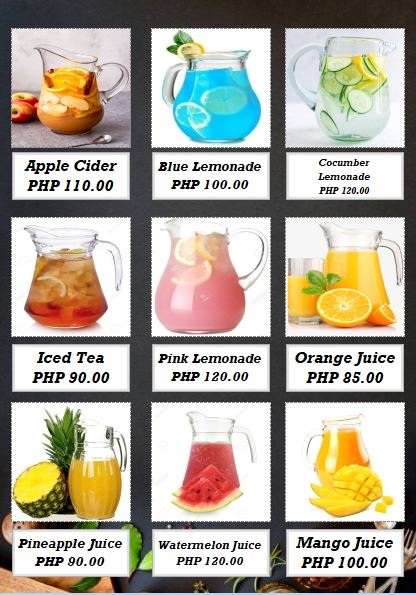 Apple Cider
PHP 110.00
Blue Lemonade
PHP 100.00
Cocumber
Lemonade
PHP 120.00
Iced Tea
PHP 90.00
Pink Lemonade
PHP 120.00
Orange Juice
PHP 85.00
Pineapple Juice
PHP 90.00
Watermelon Juice
PHP 120.00
Mango Juice
PHP 100.00